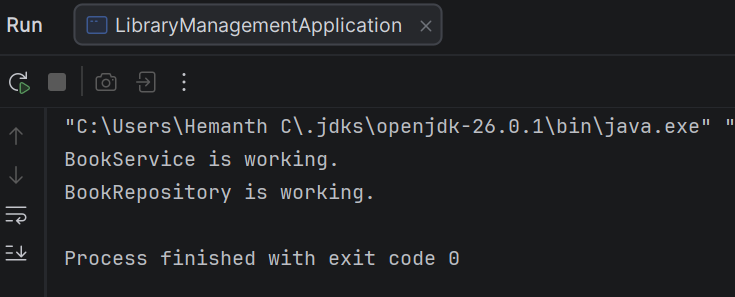 Run LibraryManagementApplication
"C:\Users\Hemanth C\.jdks\openjdk-26.0.1\bin\java.exe" "
BookService is working.
BookRepository is working.
Process finished with exit code 0